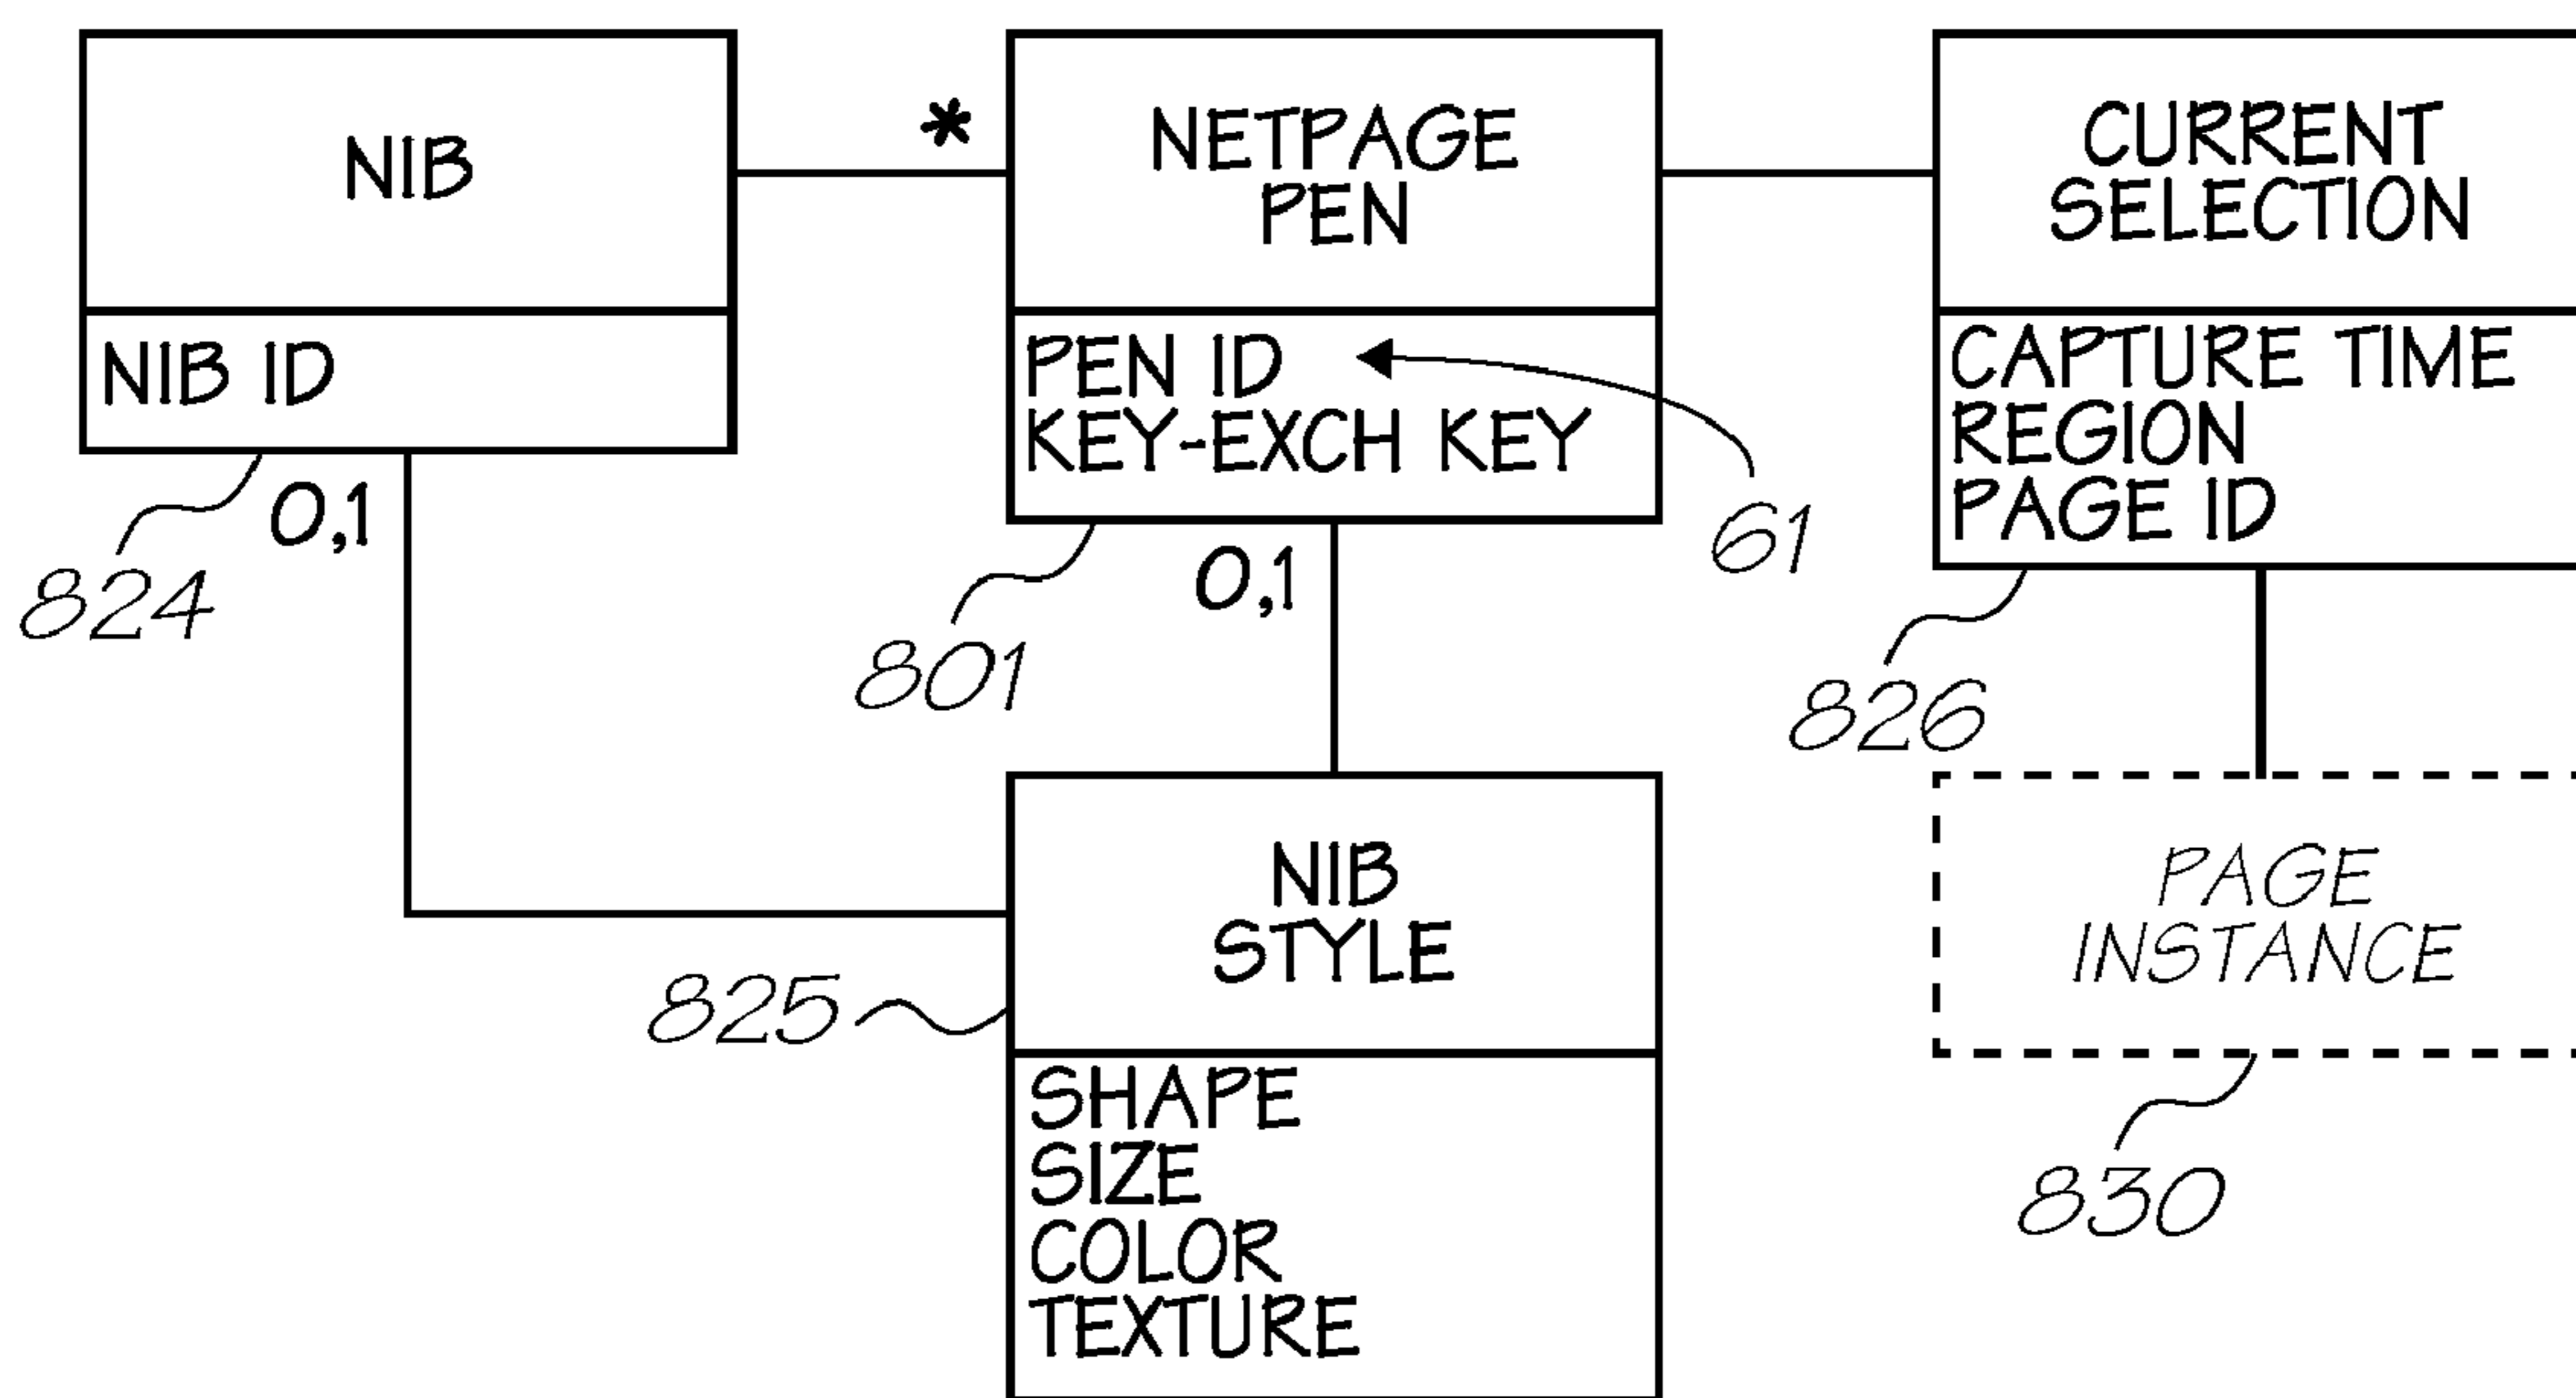 NIB
NIB ID
824
0,1
*
NETPAGE
PEN
PEN ID
KEY-EXCH KEY
61
801
0,1
CURRENT
SELECTION
CAPTURE TIME
REGION
PAGE ID
826
NIB
STYLE
825
SHAPE
SIZE
COLOR
TEXTURE
PAGE
INSTANCE
830